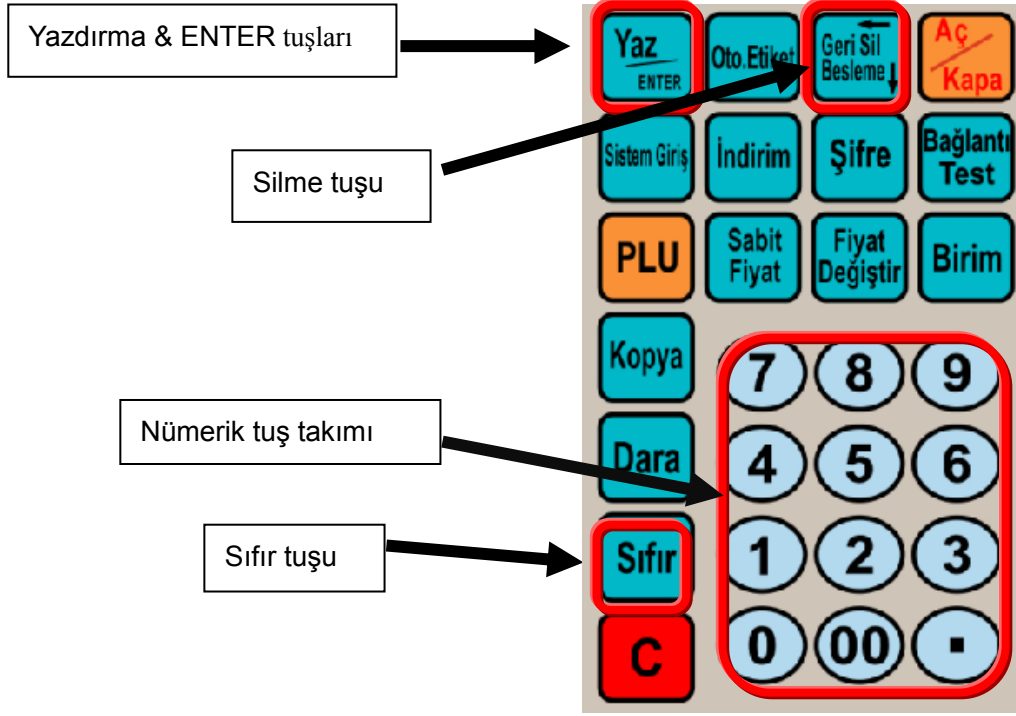 Yazdırma & ENTER tuşları
Silme tuşu
Nümerik tuş takımı
Sıfır tuşu
Yaz
ENTER
Oto.Etiket
Geri Sil
Besleme
Aç
Kapa
Sistem Giriş
İndirim
Şifre
Bağlantı
Test
PLU
Sabit
Fiyat
Fiyat
Değiştir
Birim
Kopya
7 8 9
Dara
4 5 6
Sıfır
1 2 3
C
0 00 .